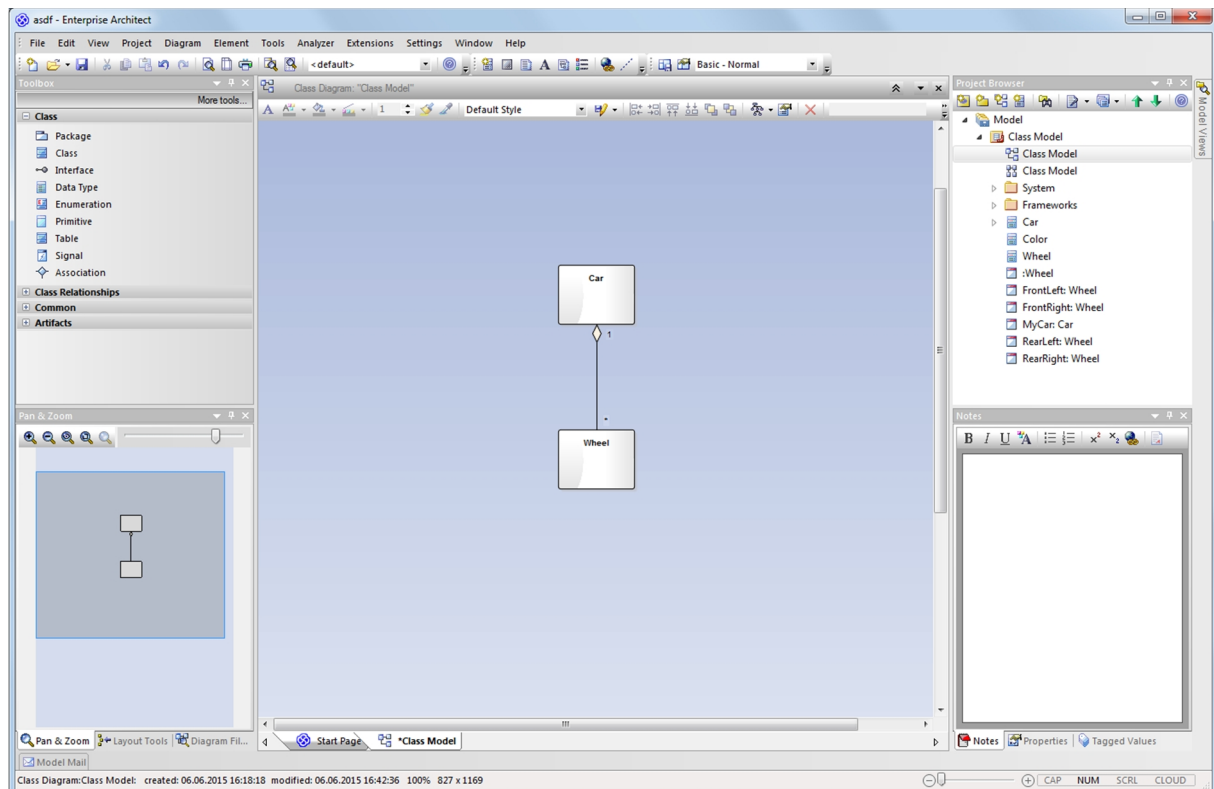 asdf - Enterprise Architect
File Edit View Project Diagram Element Tools Analyzer Extensions Settings Window Help
<default> Basic - Normal
Toolbox
More tools...
Class
Package
Class
Interface
Data Type
Enumeration
Primitive
Table
Signal
Association
Class Relationships
Common
Artifacts
Pan & Zoom
Pan & Zoom Layout Tools Diagram Fil...
Class Diagram: "Class Model"
1 Default Style
Car
1
*
Wheel
Start Page *Class Model
Project Browser
Model
Class Model
Class Model
Class Model
System
Frameworks
Car
Color
Wheel
:Wheel
FrontLeft: Wheel
FrontRight: Wheel
MyCar: Car
RearLeft: Wheel
RearRight: Wheel
Model Views
Notes
B I U A x² x₂
Notes Properties Tagged Values
Model Mail
Class Diagram:Class Model: created: 06.06.2015 16:18:18 modified: 06.06.2015 16:42:36 100% 827 x 1169
CAP NUM SCRL CLOUD